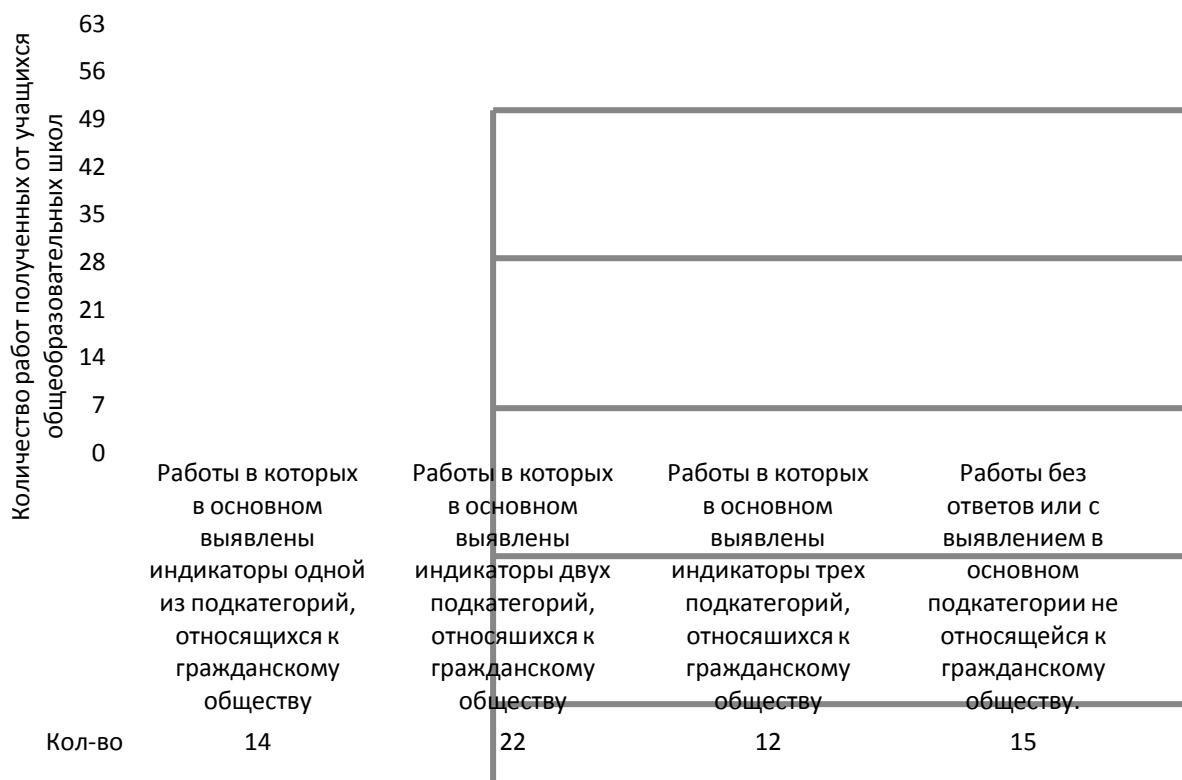 Количество работ полученных от учащихся
общеобразовательных школ
63
56
49
42
35
28
21
14
7
0
Работы в которых
в основном
выявлены
индикаторы одной
из подкатегорий,
относящихся к
гражданскому
обществу
Работы в которых
в основном
выявлены
индикаторы двух
подкатегорий,
относяшихся к
гражданскому
обществу
Работы в которых
в основном
выявлены
индикаторы трех
подкатегорий,
относяшихся к
гражданскому
обществу
Работы без
ответов или с
выявлением в
основном
подкатегории не
относящейся к
гражданскому
обществу.
Кол-во 14 22 12 15